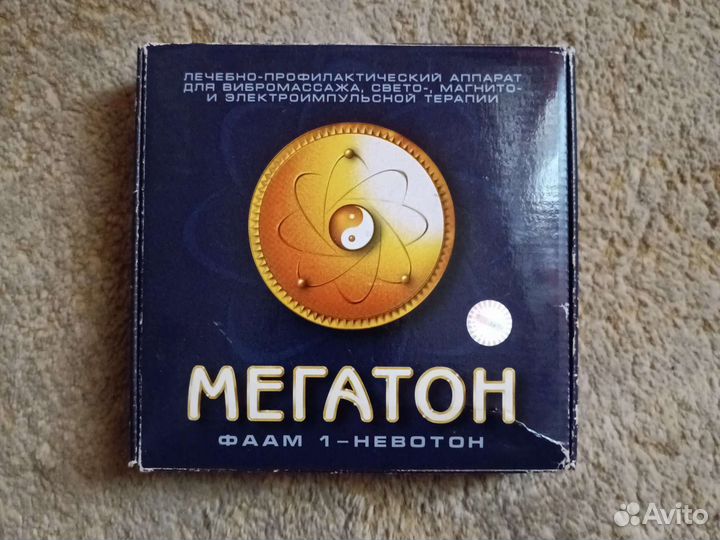 ЛЕЧЕБНО-ПРОФИЛАКТИЧЕСКИЙ АППАРАТ
ДЛЯ ВИБРОМАССАЖА, СВЕТО-, МАГНИТО-
И ЭЛЕКТРОИМПУЛЬСНОЙ ТЕРАПИИ
МЕГАТОН
ФААМ 1-НЕВОТОН
Avito